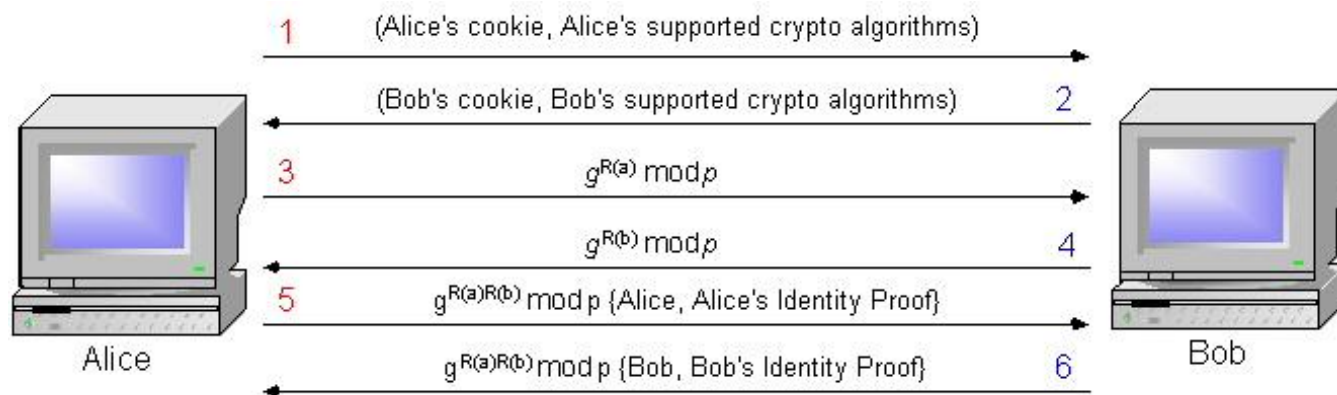 1 (Alice's cookie, Alice's supported crypto algorithms)
(Bob's cookie, Bob's supported crypto algorithms) 2
3 g^R(a) mod p
g^R(b) mod p 4
5 g^R(a)R(b) mod p {Alice, Alice's Identity Proof}
Alice Bob
g^R(a)R(b) mod p {Bob, Bob's Identity Proof} 6